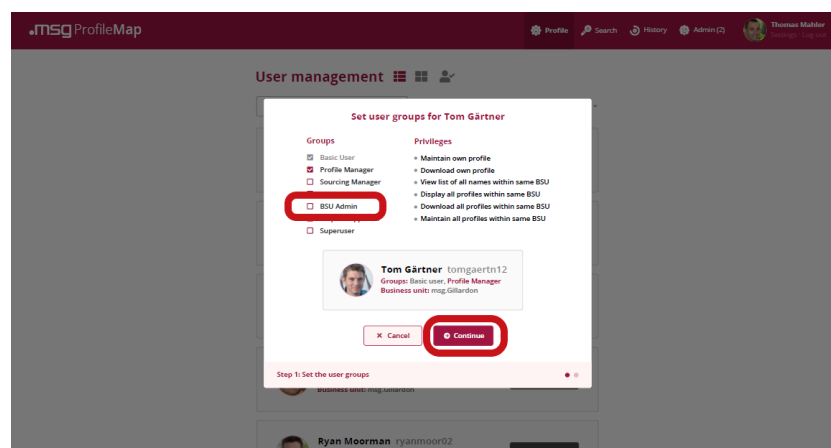 .msg ProfileMap
Profile Search History Admin (2) Thomas Mahler
Settings Log out
User management
Set user groups for Tom Gärtner
Groups
Privileges
Basic User
Profile Manager
Sourcing Manager
BSU Admin
Superuser
Maintain own profile
Download own profile
View list of all names within same BSU
Display all profiles within same BSU
Download all profiles within same BSU
Maintain all profiles within same BSU
Tom Gärtner tomgaertn12
Groups: Basic user, Profile Manager
Business unit: msg.Gillardon
Cancel Continue
Step 1: Set the user groups
Business unit: msg.Gillardon
Ryan Moorman ryanmoor02